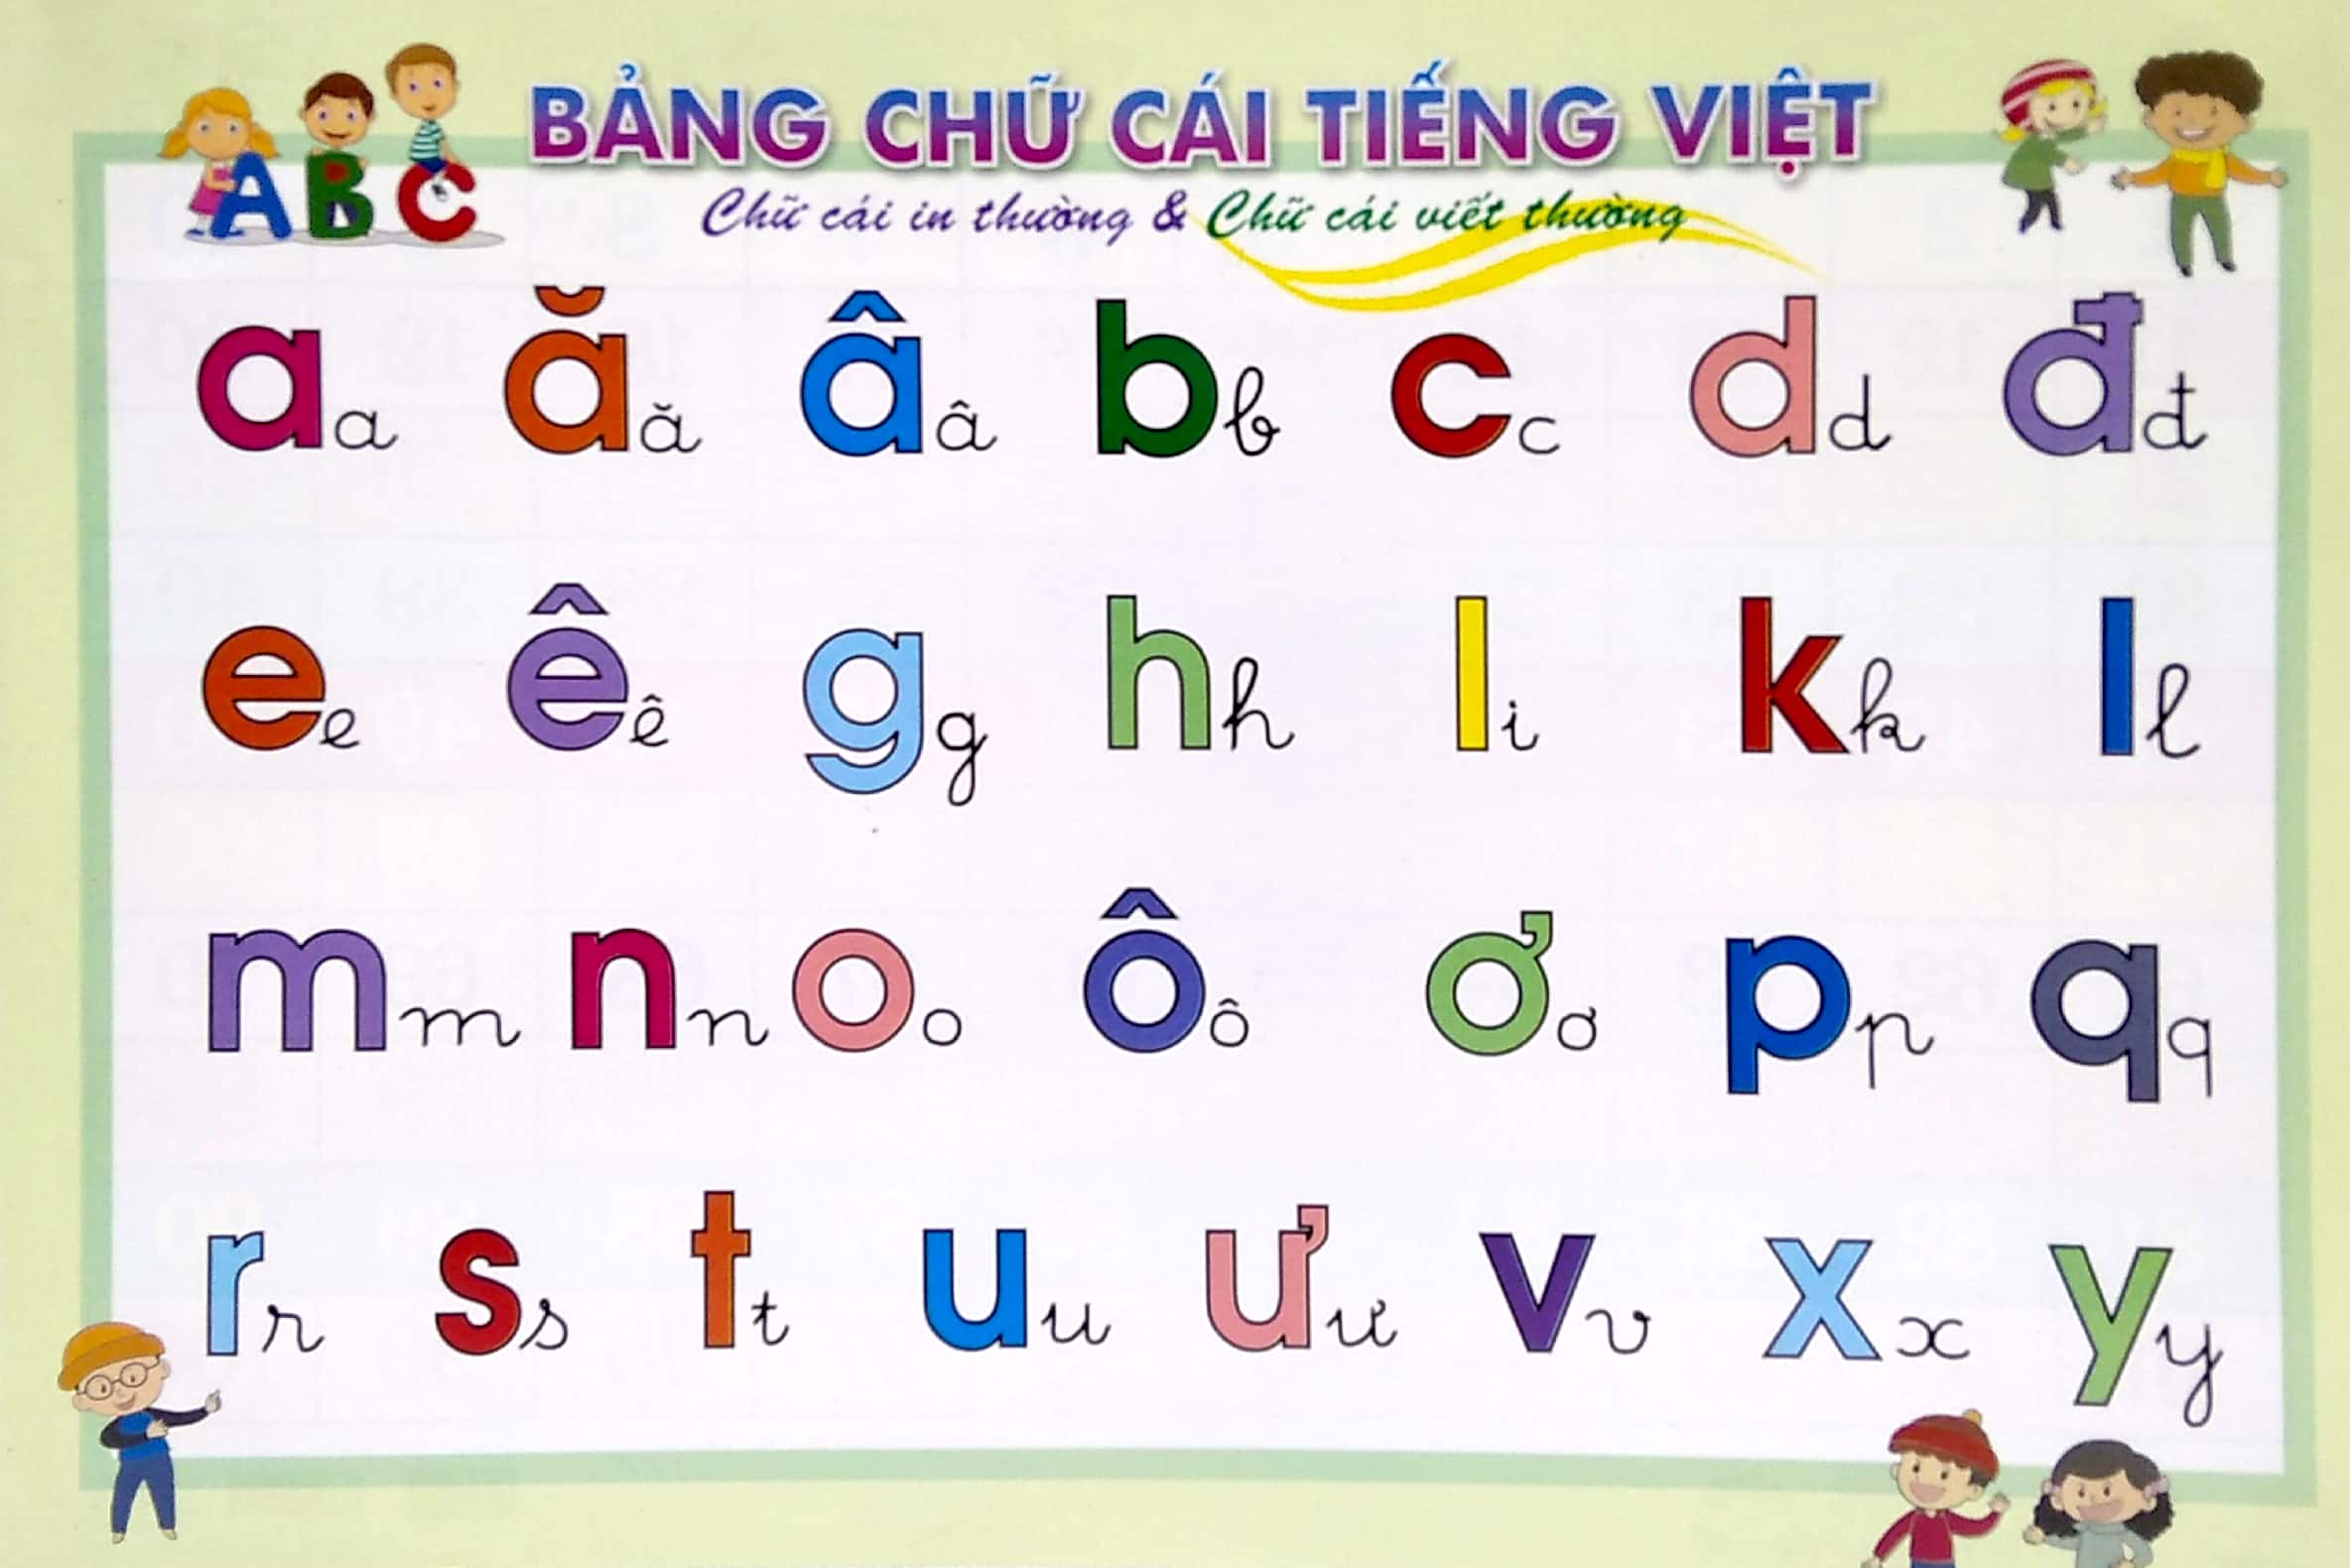 ABC
BẢNG CHỮ CÁI TIẾNG VIỆT
Chữ cái in thường & Chữ cái viết thường
a a ă ă â â b b c c d d đ đ
e e ê ê g g h h l i k k l l
m m n n o o ô ô ơ ơ p p q q
r r s s t t u u ư ư v v x x y y